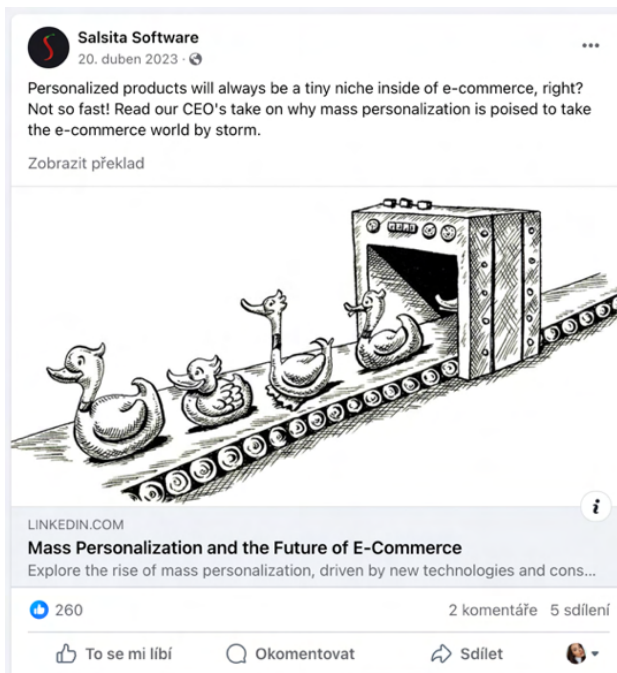 Salsita Software
20. duben 2023 ·
Personalized products will always be a tiny niche inside of e-commerce, right?
Not so fast! Read our CEO's take on why mass personalization is poised to take
the e-commerce world by storm.
Zobrazit překlad
LINKEDIN.COM
Mass Personalization and the Future of E-Commerce
Explore the rise of mass personalization, driven by new technologies and cons...
260
2 komentáře 5 sdílení
To se mi líbí Okomentovat Sdílet